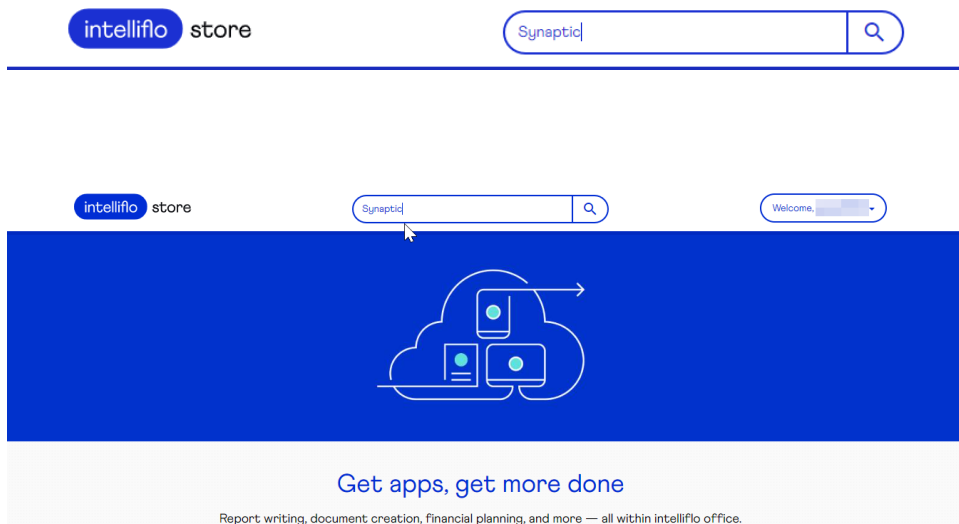 intelliflo store
Synaptic
intelliflo store
Synaptic
Welcome,
Get apps, get more done
Report writing, document creation, financial planning, and more — all within intelliflo office.